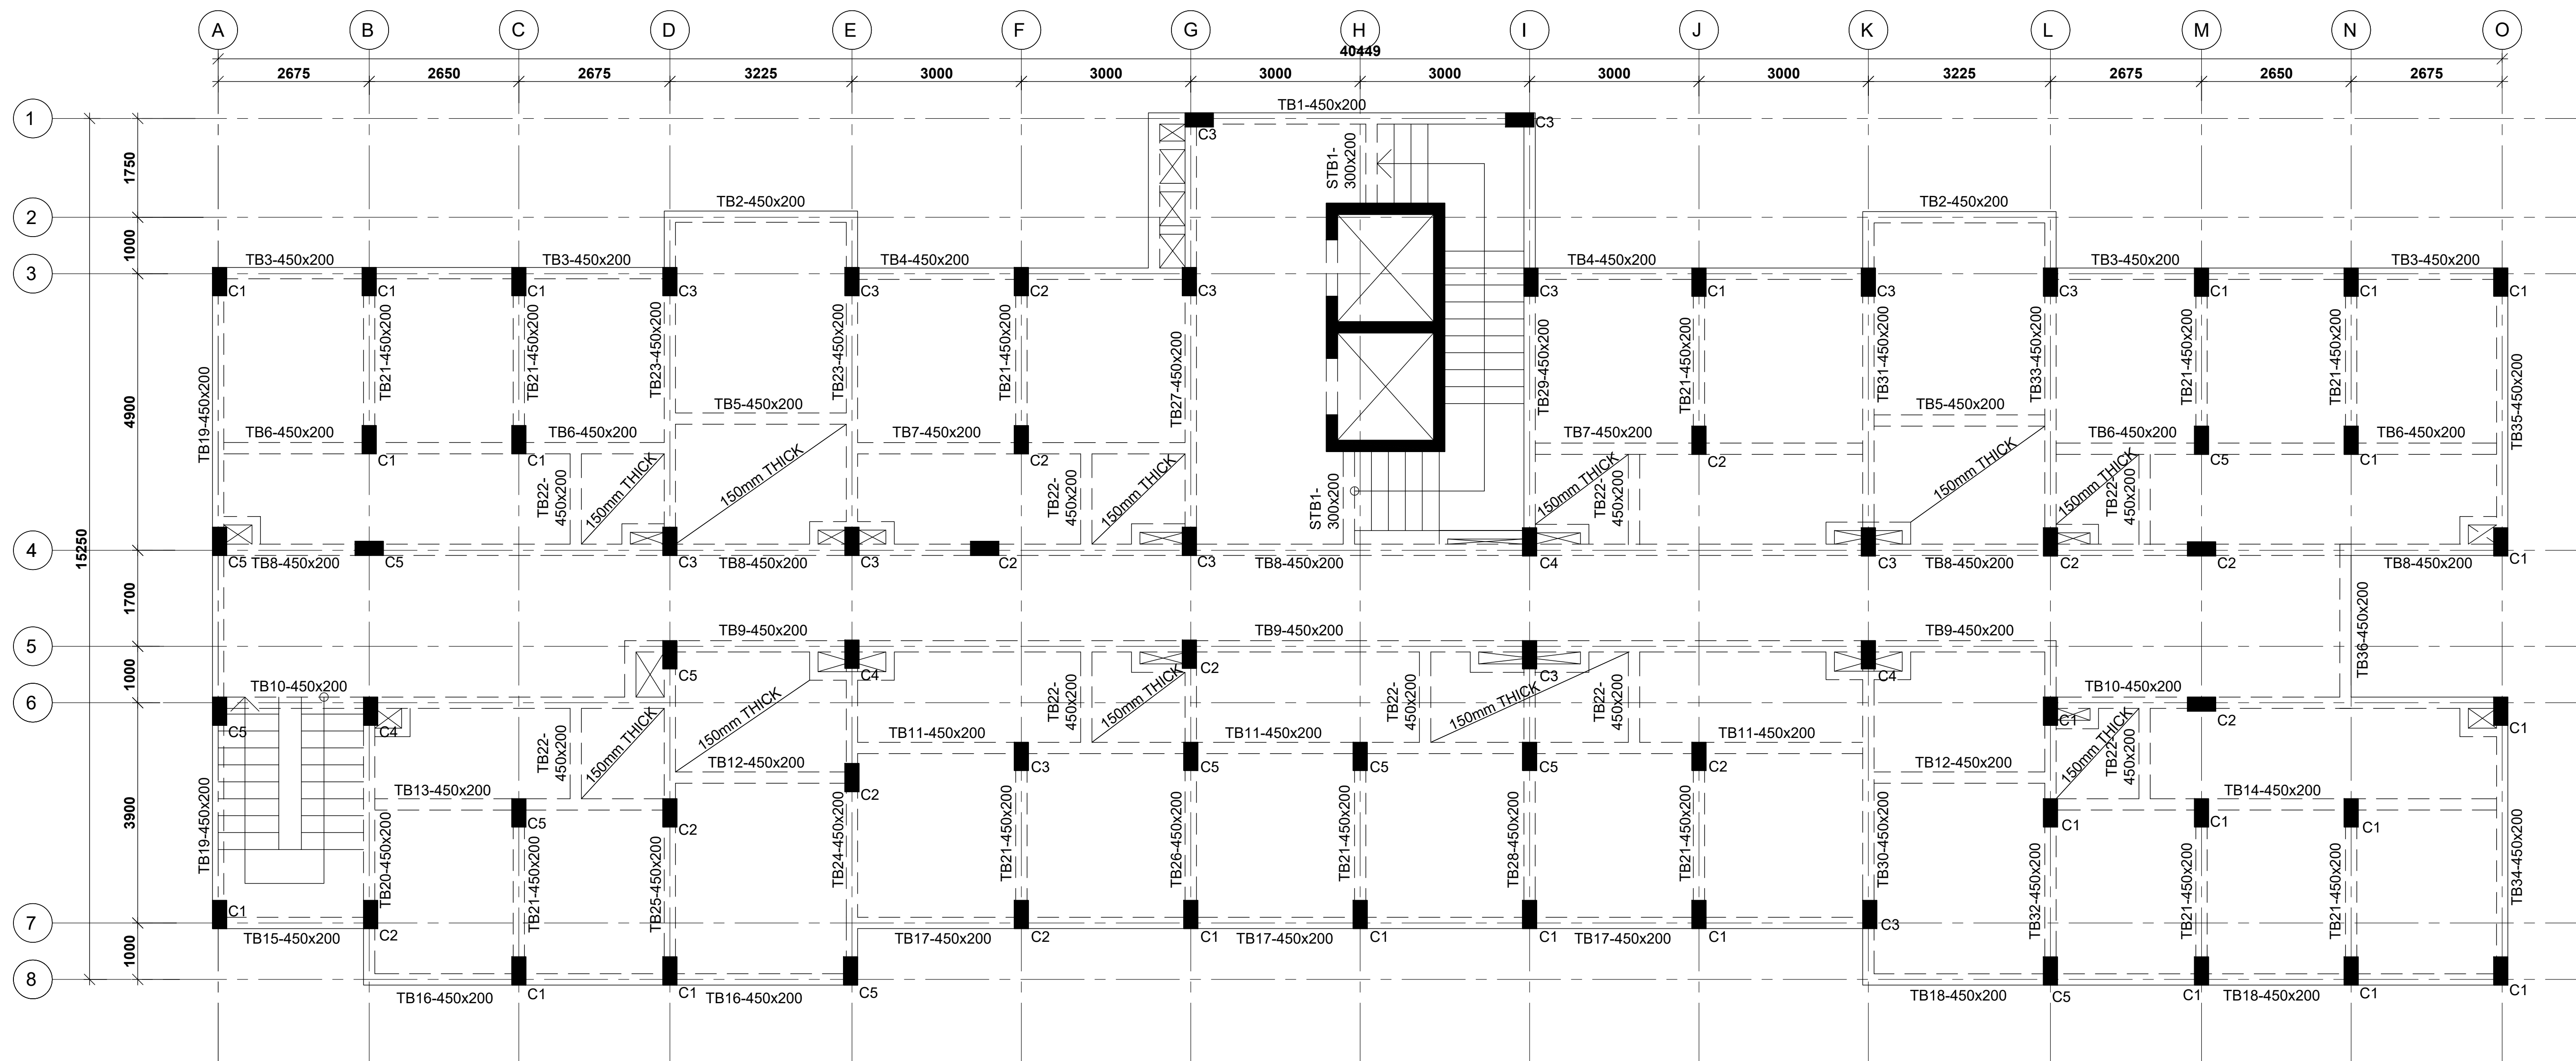 A B C D E F G H I J K L M N O
40449
2675 2650 2675 3225 3000 3000 3000 3000 3000 3000 3225 2675 2650 2675
1
TB1-450x200
C3 C3
1750
STB1-
300x200
2
TB2-450x200 TB2-450x200
1000
3
TB3-450x200 TB3-450x200 TB4-450x200 TB4-450x200 TB3-450x200 TB3-450x200
C1 C1 C1 C3 C3 C2 C3 C3 C1 C3 C3 C1 C1 C1
TB19-450x200 TB21-450x200 TB21-450x200 TB23-450x200 TB23-450x200 TB21-450x200 TB27-450x200 TB29-450x200 TB21-450x200 TB31-450x200 TB33-450x200 TB21-450x200 TB21-450x200 TB35-450x200
4900
TB5-450x200 TB5-450x200
TB6-450x200 TB6-450x200 TB7-450x200 TB7-450x200 TB6-450x200 TB6-450x200
C1 C1 C2 C2 C5 C1
TB22-
450x200
150mm THICK
150mm THICK
TB22-
450x200
150mm THICK
STB1-
300x200
150mm THICK
TB22-
450x200
150mm THICK
150mm THICK
TB22-
450x200
4
15250
C5 TB8-450x200 C5 C3 TB8-450x200 C3 C2 C3 TB8-450x200 C4 C3 TB8-450x200 C2 C2 TB8-450x200 C1
1700
TB36-450x200
5
TB9-450x200 TB9-450x200 TB9-450x200
C5 C4 C2 C3 C4
1000
6
TB10-450x200 TB10-450x200
C5 C4 C1 C2 C1
TB22-
450x200
150mm THICK
150mm THICK
TB22-
450x200
150mm THICK
TB22-
450x200
150mm THICK
TB22-
450x200
150mm THICK
TB22-
450x200
TB11-450x200 TB11-450x200 TB11-450x200
TB12-450x200 TB12-450x200
C2 C3 C5 C5 C5 C2
TB13-450x200 TB14-450x200
C5 C2 C1 C1 C1
3900
TB19-450x200 TB20-450x200 TB21-450x200 TB25-450x200 TB24-450x200 TB21-450x200 TB26-450x200 TB21-450x200 TB28-450x200 TB21-450x200 TB30-450x200 TB32-450x200 TB21-450x200 TB21-450x200 TB34-450x200
7
C1 C2 C2 C1 C1 C1 C1 C3
TB15-450x200 TB17-450x200 TB17-450x200 TB17-450x200
1000
8
TB16-450x200 C1 C1 TB16-450x200 C5 TB18-450x200 C5 C1 TB18-450x200 C1 C1